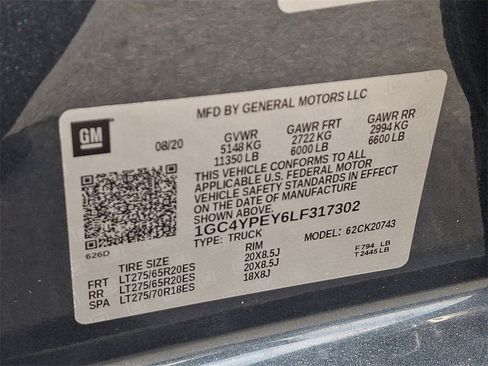 MFD BY GENERAL MOTORS LLC
GM
08/20
GVWR GAWR FRT GAWR RR
5148 KG 2722 KG 2994 KG
11350 LB 6000 LB 6600 LB
THIS VEHICLE CONFORMS TO ALL
APPLICABLE U.S. FEDERAL MOTOR
VEHICLE SAFETY STANDARDS IN EFFECT
ON THE DATE OF MANUFACTURE
SHOWN ABOVE.
1GC4YPEY6LF317302
TYPE: TRUCK MODEL: 62CK20743
626D
TIRE SIZE RIM F794 LB
T2445LB
FRT LT275/65R20ES 20X8.5J
RR LT275/65R20ES 20X8.5J
SPA LT275/70R18ES 18X8J